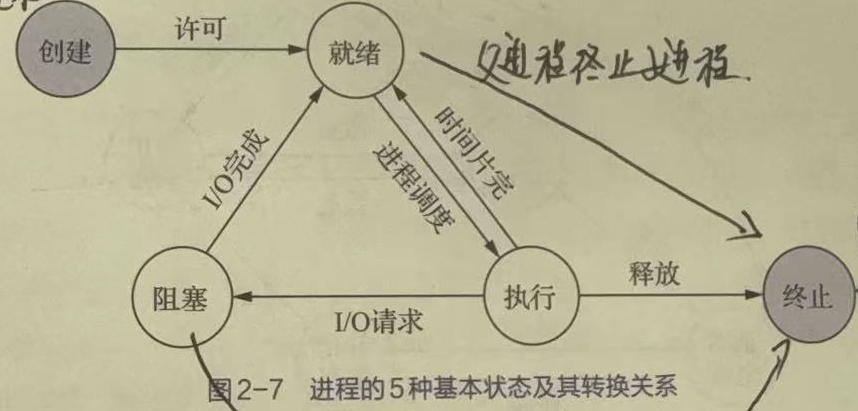 创建
许可
就绪
父进程终止子进程.
I/O完成
进程调度
时间片完
阻塞
I/O请求
执行
释放
终止
图2-7 进程的5种基本状态及其转换关系